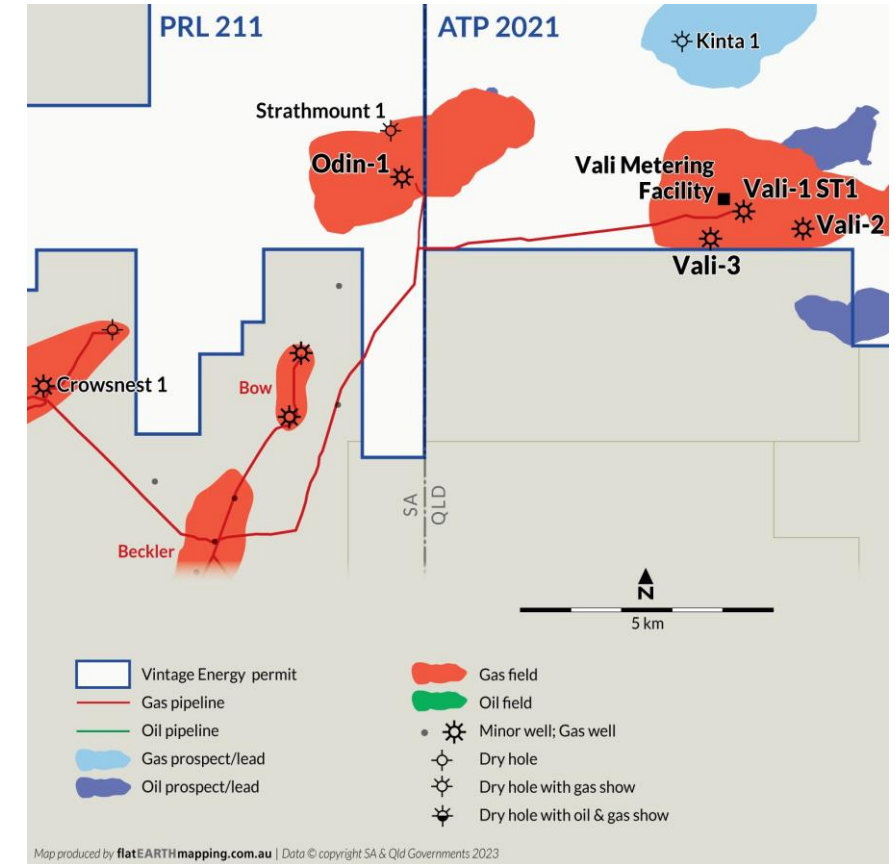 PRL 211
ATP 2021
Kinta 1
Strathmount 1
Odin-1
Vali Metering
Facility
Vali-1 ST1
Vali-2
Vali-3
Crowsnest 1
Bow
Beckler
SA
QLD
N
5 km
Vintage Energy permit
Gas pipeline
Oil pipeline
Gas prospect/lead
Oil prospect/lead
Gas field
Oil field
Minor well; Gas well
Dry hole
Dry hole with gas show
Dry hole with oil & gas show
Map produced by flatEARTHmapping.com.au | Data © copyright SA & Qld Governments 2023